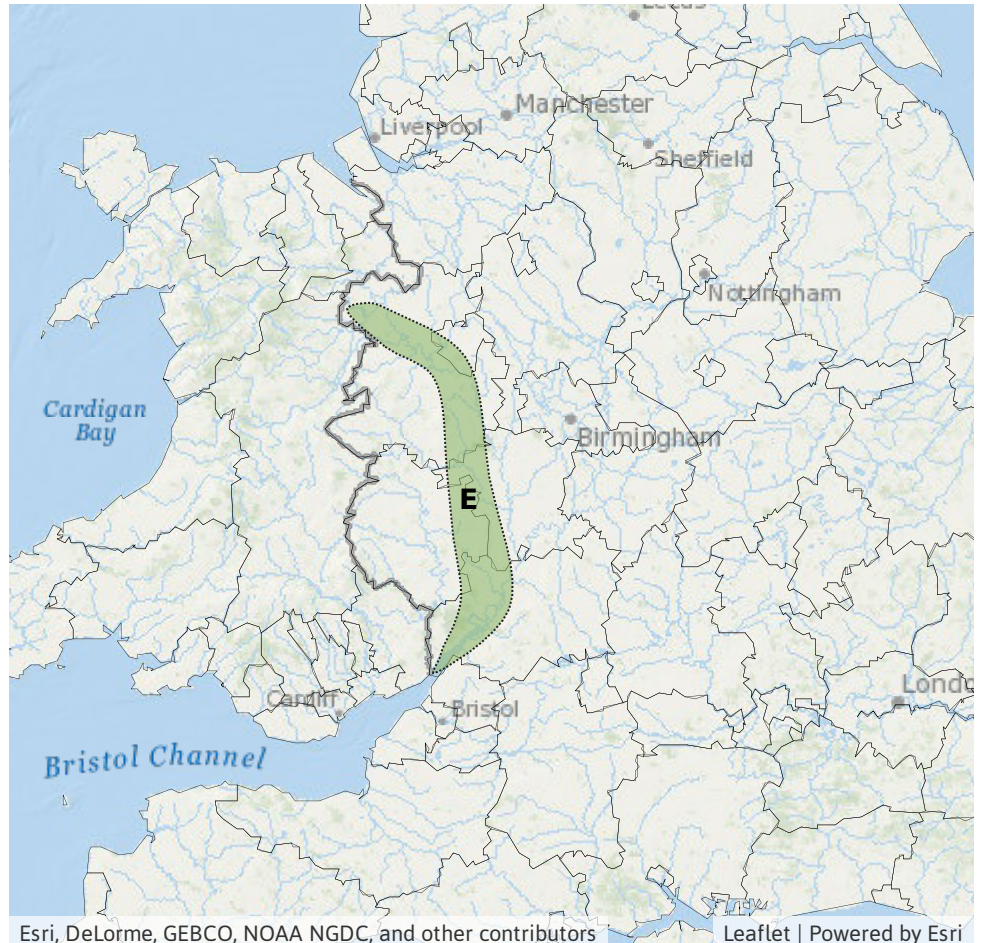 Manchester
Liverpool
Sheffield
Nottingham
Cardigan
Bay
Birmingham
E
London
Cardiff
Bristol
Bristol Channel
Esri, DeLorme, GEBCO, NOAA NGDC, and other contributors
Leaflet | Powered by Esri